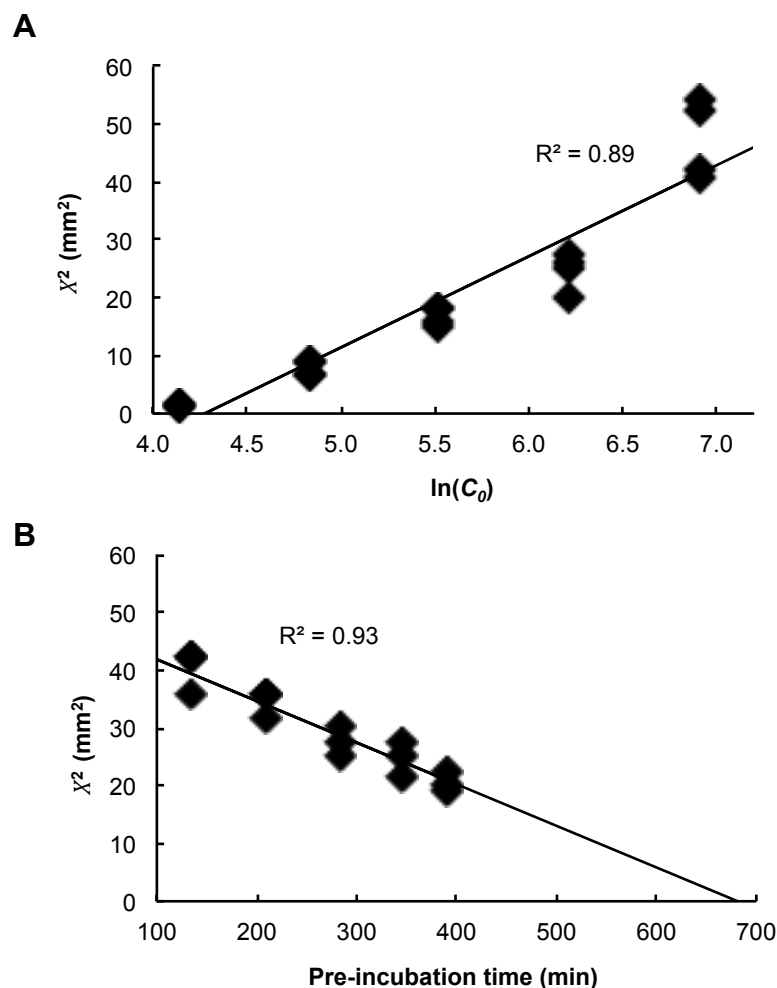 A
60
50
40
30
20
10
0
X² (mm²)
R² = 0.89
4.0 4.5 5.0 5.5 6.0 6.5 7.0
ln(C₀)
B
60
50
40
30
20
10
0
X² (mm²)
R² = 0.93
100 200 300 400 500 600 700
Pre-incubation time (min)